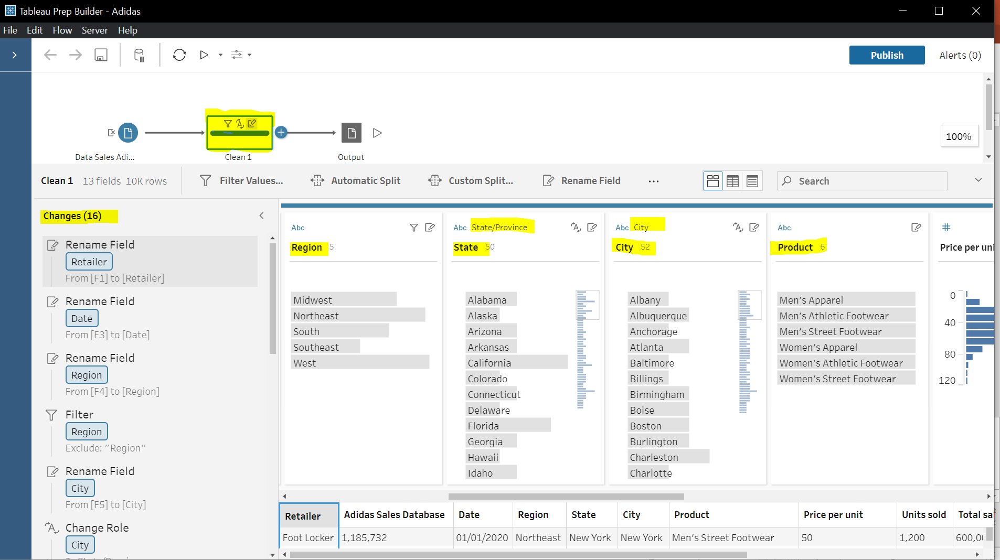 Tableau Prep Builder - Adidas
File Edit Flow Server Help
Publish
Alerts (0)
100%
Data Sales Adi...
Clean 1
Output
Clean 1 13 fields 10K rows
Filter Values...
Automatic Split
Custom Split...
Rename Field
...
Search
Changes (16)
Rename Field
Retailer
From [F1] to [Retailer]
Rename Field
Date
From [F3] to [Date]
Rename Field
Region
From [F4] to [Region]
Filter
Region
Exclude: "Region"
Rename Field
City
From [F5] to [City]
Change Role
City
Abc
Region 5
Midwest
Northeast
South
Southeast
West
Abc State/Province
State 50
Alabama
Alaska
Arizona
Arkansas
California
Colorado
Connecticut
Delaware
Florida
Georgia
Hawaii
Idaho
Abc City
City 52
Albany
Albuquerque
Anchorage
Atlanta
Baltimore
Billings
Birmingham
Boise
Boston
Burlington
Charleston
Charlotte
Abc
Product 6
Men's Apparel
Men's Athletic Footwear
Men's Street Footwear
Women's Apparel
Women's Athletic Footwear
Women's Street Footwear
#
Price per uni
0
40
80
120
Retailer Adidas Sales Database Date Region State City Product Price per unit Units sold Total sal
Foot Locker 1,185,732 01/01/2020 Northeast New York New York Men's Street Footwear 50 1,200 600,0